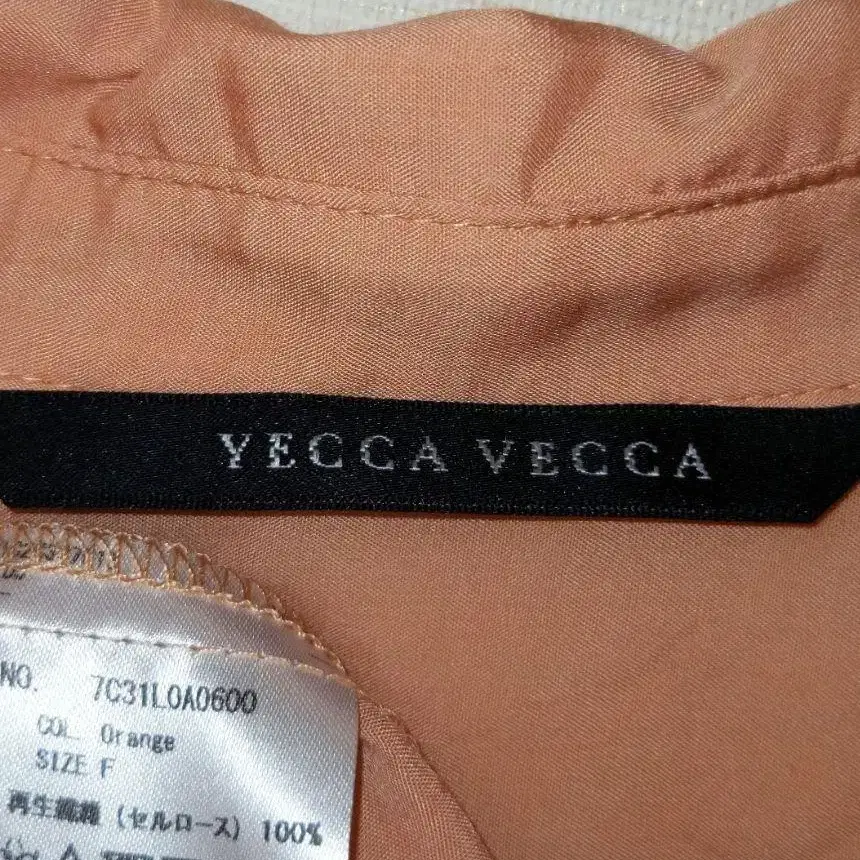 YECCA VECCA
NO. 7C31L0A0600
COL. Orange
SIZE F
再生繊維 (セルロース) 100%